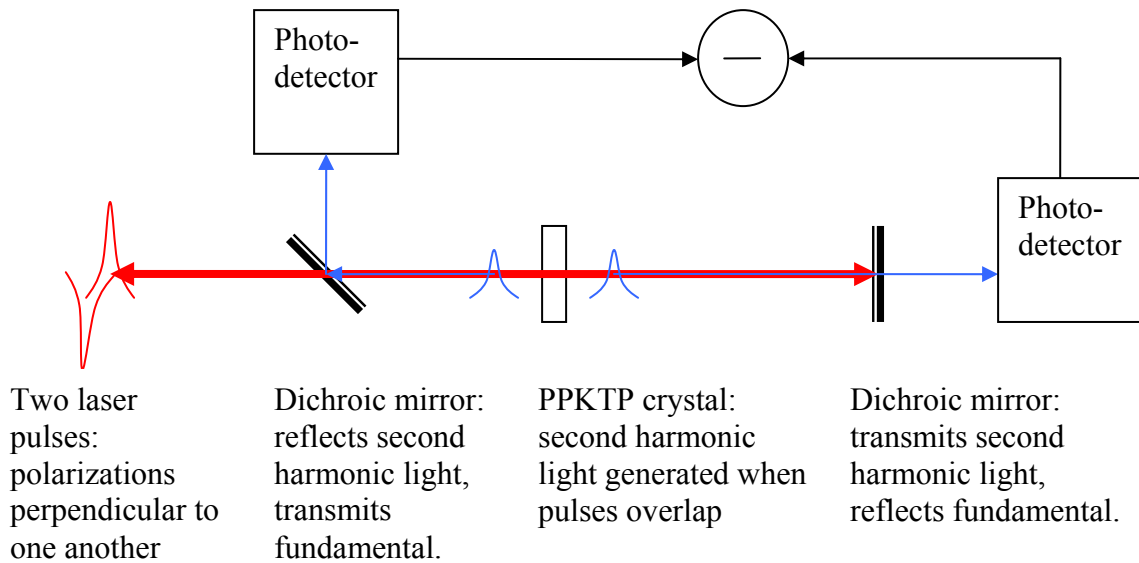 Photo-
detector
Photo-
detector
Two laser
pulses:
polarizations
perpendicular to
one another
Dichroic mirror:
reflects second
harmonic light,
transmits
fundamental.
PPKTP crystal:
second harmonic
light generated when
pulses overlap
Dichroic mirror:
transmits second
harmonic light,
reflects fundamental.